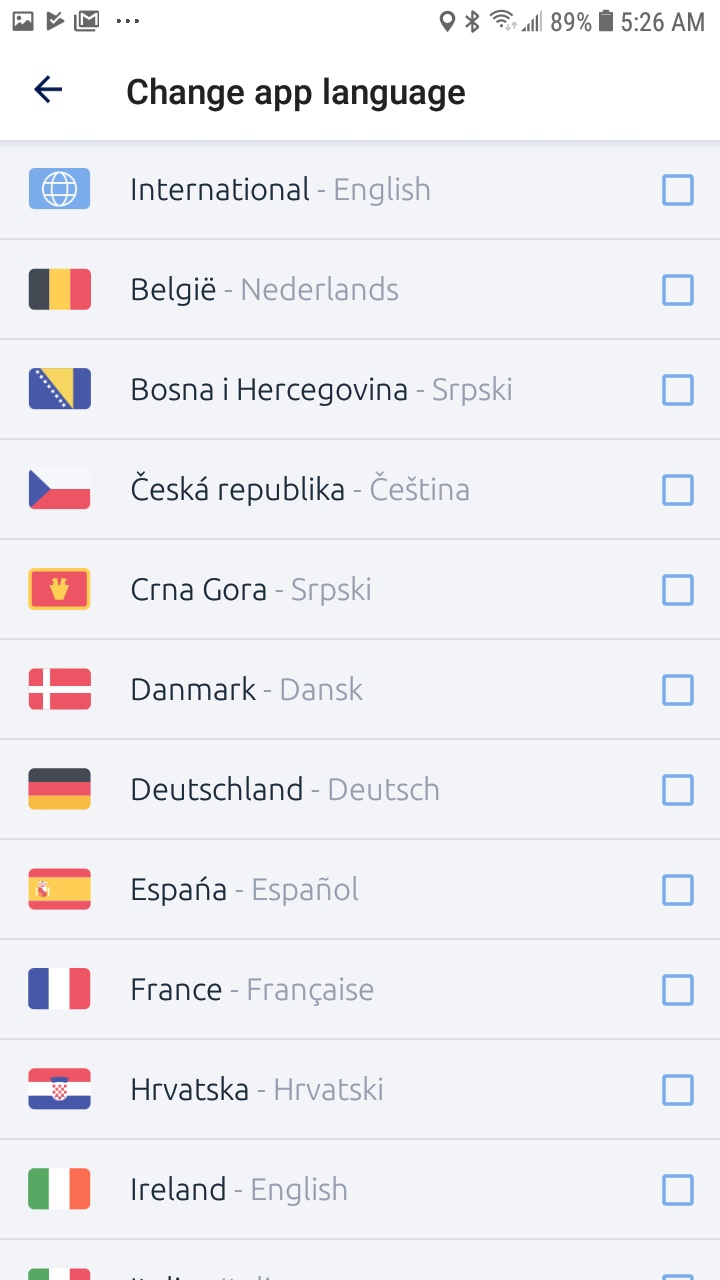 89% 5:26 AM
Change app language
International - English
België - Nederlands
Bosna i Hercegovina - Srpski
Česká republika - Čeština
Crna Gora - Srpski
Danmark - Dansk
Deutschland - Deutsch
Espańa - Español
France - Française
Hrvatska - Hrvatski
Ireland - English